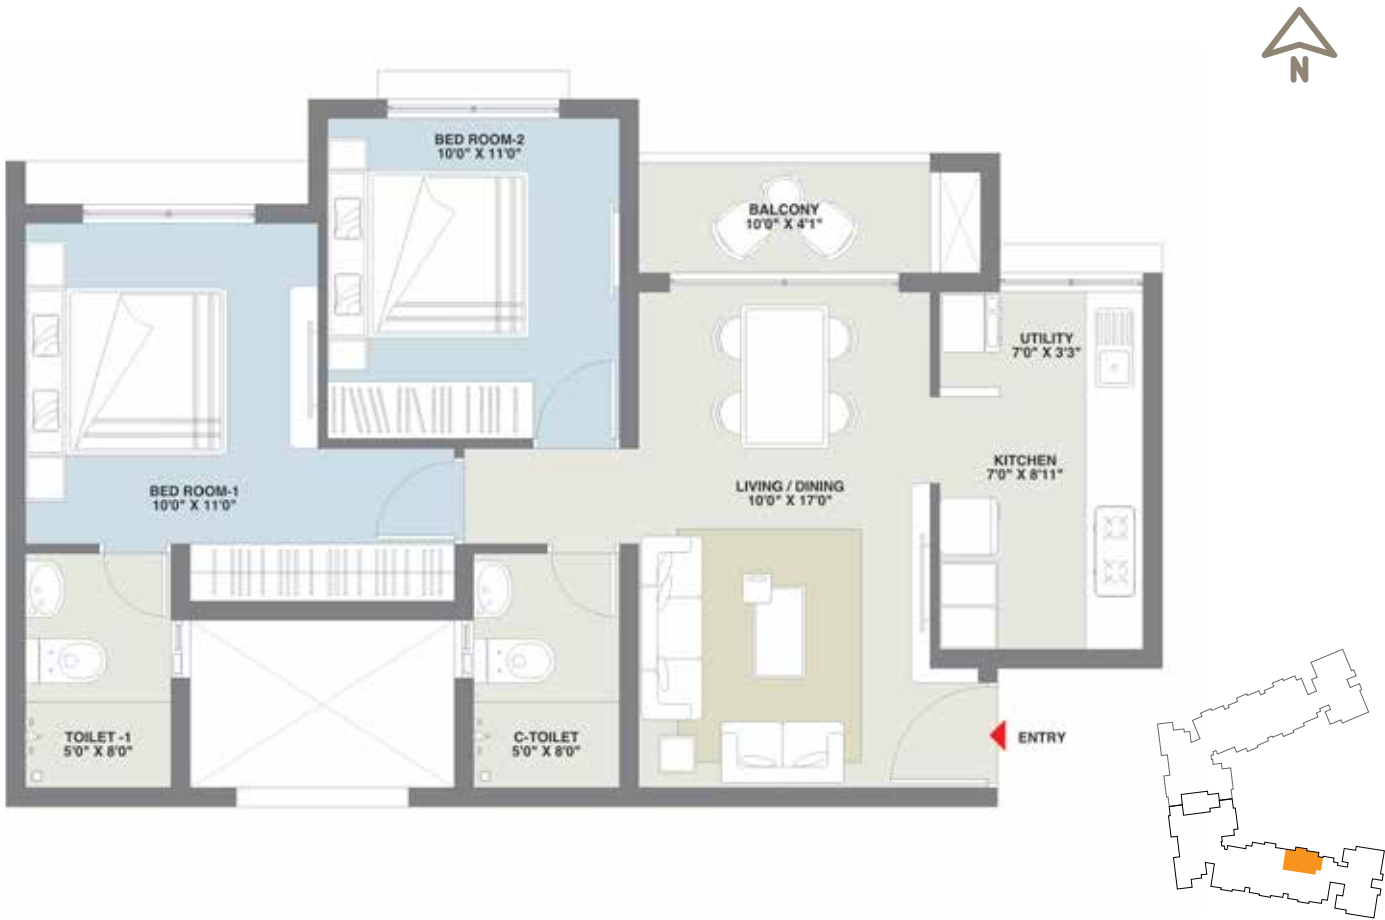 N
BED ROOM-2
10'0" X 11'0"
BALCONY
10'0" X 4'1"
UTILITY
7'0" X 3'3"
KITCHEN
7'0" X 8'11"
LIVING / DINING
10'0" X 17'0"
BED ROOM-1
10'0" X 11'0"
TOILET -1
5'0" X 8'0"
C-TOILET
5'0" X 8'0"
ENTRY